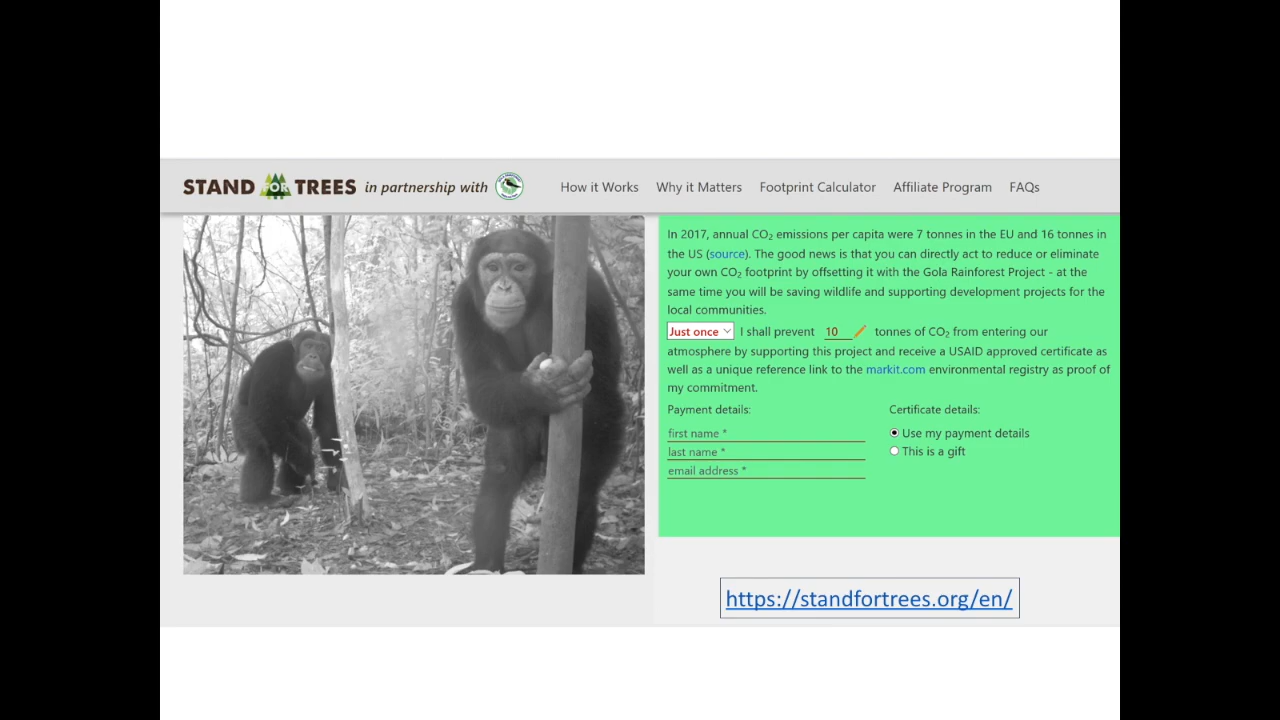 STAND FOR TREES in partnership with
How it Works Why it Matters Footprint Calculator Affiliate Program FAQs
In 2017, annual CO₂ emissions per capita were 7 tonnes in the EU and 16 tonnes in
the US (source). The good news is that you can directly act to reduce or eliminate
your own CO₂ footprint by offsetting it with the Gola Rainforest Project - at the
same time you will be saving wildlife and supporting development projects for the
local communities.
Just once I shall prevent 10 tonnes of CO₂ from entering our
atmosphere by supporting this project and receive a USAID approved certificate as
well as a unique reference link to the markit.com environmental registry as proof of
my commitment.
Payment details:
first name *
last name *
email address *
Certificate details:
Use my payment details
This is a gift
https://standfortrees.org/en/